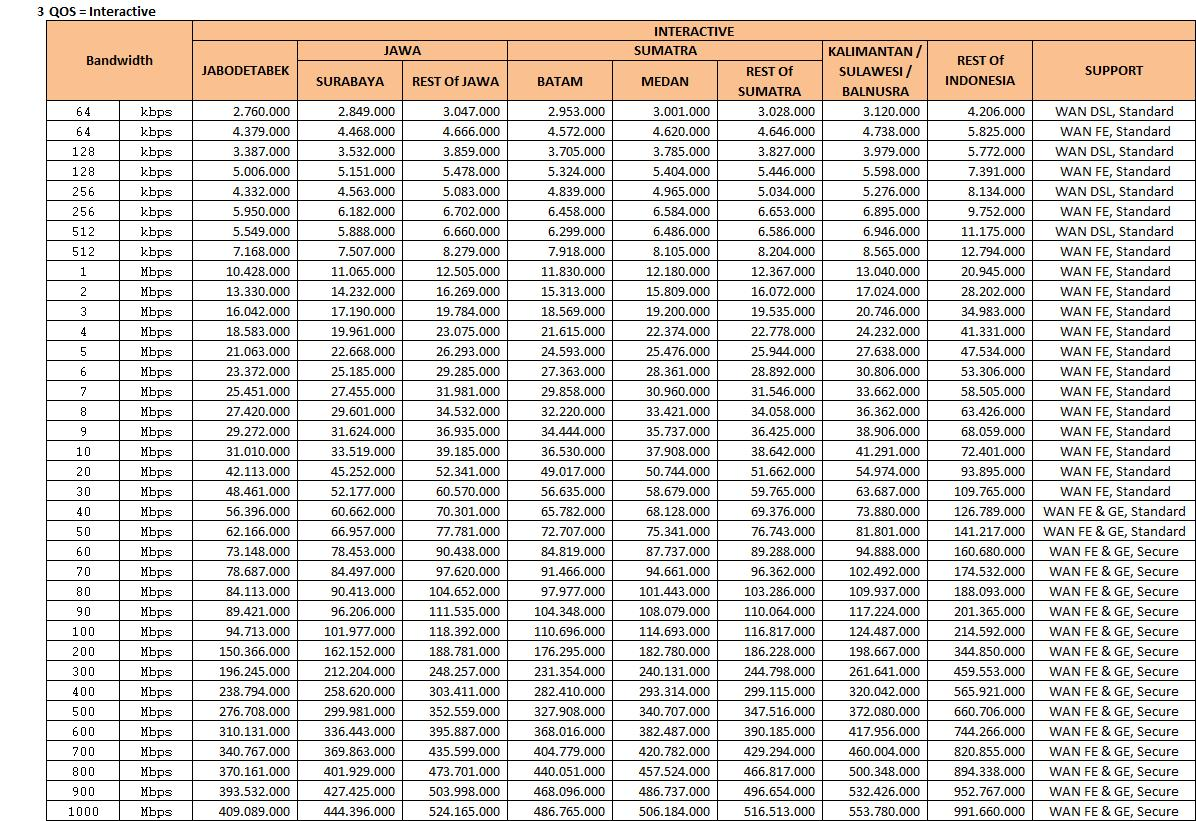 3 QOS = Interactive
Bandwidth INTERACTIVE
JABODETABEK JAWA SUMATRA KALIMANTAN / SULAWESI / BALNUSRA REST Of INDONESIA SUPPORT
SURABAYA REST Of JAWA BATAM MEDAN REST Of SUMATRA
64 kbps 2.760.000 2.849.000 3.047.000 2.953.000 3.001.000 3.028.000 3.120.000 4.206.000 WAN DSL, Standard
64 kbps 4.379.000 4.468.000 4.666.000 4.572.000 4.620.000 4.646.000 4.738.000 5.825.000 WAN FE, Standard
128 kbps 3.387.000 3.532.000 3.859.000 3.705.000 3.785.000 3.827.000 3.979.000 5.772.000 WAN DSL, Standard
128 kbps 5.006.000 5.151.000 5.478.000 5.324.000 5.404.000 5.446.000 5.598.000 7.391.000 WAN FE, Standard
256 kbps 4.332.000 4.563.000 5.083.000 4.839.000 4.965.000 5.034.000 5.276.000 8.134.000 WAN DSL, Standard
256 kbps 5.950.000 6.182.000 6.702.000 6.458.000 6.584.000 6.653.000 6.895.000 9.752.000 WAN FE, Standard
512 kbps 5.549.000 5.888.000 6.660.000 6.299.000 6.486.000 6.586.000 6.946.000 11.175.000 WAN DSL, Standard
512 kbps 7.168.000 7.507.000 8.279.000 7.918.000 8.105.000 8.204.000 8.565.000 12.794.000 WAN FE, Standard
1 Mbps 10.428.000 11.065.000 12.505.000 11.830.000 12.180.000 12.367.000 13.040.000 20.945.000 WAN FE, Standard
2 Mbps 13.330.000 14.232.000 16.269.000 15.313.000 15.809.000 16.072.000 17.024.000 28.202.000 WAN FE, Standard
3 Mbps 16.042.000 17.190.000 19.784.000 18.569.000 19.200.000 19.535.000 20.746.000 34.983.000 WAN FE, Standard
4 Mbps 18.583.000 19.961.000 23.075.000 21.615.000 22.374.000 22.778.000 24.232.000 41.331.000 WAN FE, Standard
5 Mbps 21.063.000 22.668.000 26.293.000 24.593.000 25.476.000 25.944.000 27.638.000 47.534.000 WAN FE, Standard
6 Mbps 23.372.000 25.185.000 29.285.000 27.363.000 28.361.000 28.892.000 30.806.000 53.306.000 WAN FE, Standard
7 Mbps 25.451.000 27.455.000 31.981.000 29.858.000 30.960.000 31.546.000 33.662.000 58.505.000 WAN FE, Standard
8 Mbps 27.420.000 29.601.000 34.532.000 32.220.000 33.421.000 34.058.000 36.362.000 63.426.000 WAN FE, Standard
9 Mbps 29.272.000 31.624.000 36.935.000 34.444.000 35.737.000 36.425.000 38.906.000 68.059.000 WAN FE, Standard
10 Mbps 31.010.000 33.519.000 39.185.000 36.530.000 37.908.000 38.642.000 41.291.000 72.401.000 WAN FE, Standard
20 Mbps 42.113.000 45.252.000 52.341.000 49.017.000 50.744.000 51.662.000 54.974.000 93.895.000 WAN FE, Standard
30 Mbps 48.461.000 52.177.000 60.570.000 56.635.000 58.679.000 59.765.000 63.687.000 109.765.000 WAN FE, Standard
40 Mbps 56.396.000 60.662.000 70.301.000 65.782.000 68.128.000 69.376.000 73.880.000 126.789.000 WAN FE & GE, Standard
50 Mbps 62.166.000 66.957.000 77.781.000 72.707.000 75.341.000 76.743.000 81.801.000 141.217.000 WAN FE & GE, Standard
60 Mbps 73.148.000 78.453.000 90.438.000 84.819.000 87.737.000 89.288.000 94.888.000 160.680.000 WAN FE & GE, Secure
70 Mbps 78.687.000 84.497.000 97.620.000 91.466.000 94.661.000 96.362.000 102.492.000 174.532.000 WAN FE & GE, Secure
80 Mbps 84.113.000 90.413.000 104.652.000 97.977.000 101.443.000 103.286.000 109.937.000 188.093.000 WAN FE & GE, Secure
90 Mbps 89.421.000 96.206.000 111.535.000 104.348.000 108.079.000 110.064.000 117.224.000 201.365.000 WAN FE & GE, Secure
100 Mbps 94.713.000 101.977.000 118.392.000 110.696.000 114.693.000 116.817.000 124.487.000 214.592.000 WAN FE & GE, Secure
200 Mbps 150.366.000 162.152.000 188.781.000 176.295.000 182.780.000 186.228.000 198.667.000 344.850.000 WAN FE & GE, Secure
300 Mbps 196.245.000 212.204.000 248.257.000 231.354.000 240.131.000 244.798.000 261.641.000 459.553.000 WAN FE & GE, Secure
400 Mbps 238.794.000 258.620.000 303.411.000 282.410.000 293.314.000 299.115.000 320.042.000 565.921.000 WAN FE & GE, Secure
500 Mbps 276.708.000 299.981.000 352.559.000 327.908.000 340.707.000 347.516.000 372.080.000 660.706.000 WAN FE & GE, Secure
600 Mbps 310.131.000 336.443.000 395.887.000 368.016.000 382.487.000 390.185.000 417.956.000 744.266.000 WAN FE & GE, Secure
700 Mbps 340.767.000 369.863.000 435.599.000 404.779.000 420.782.000 429.294.000 460.004.000 820.855.000 WAN FE & GE, Secure
800 Mbps 370.161.000 401.929.000 473.701.000 440.051.000 457.524.000 466.817.000 500.348.000 894.338.000 WAN FE & GE, Secure
900 Mbps 393.532.000 427.425.000 503.998.000 468.096.000 486.737.000 496.654.000 532.426.000 952.767.000 WAN FE & GE, Secure
1000 Mbps 409.089.000 444.396.000 524.165.000 486.765.000 506.184.000 516.513.000 553.780.000 991.660.000 WAN FE & GE, Secure